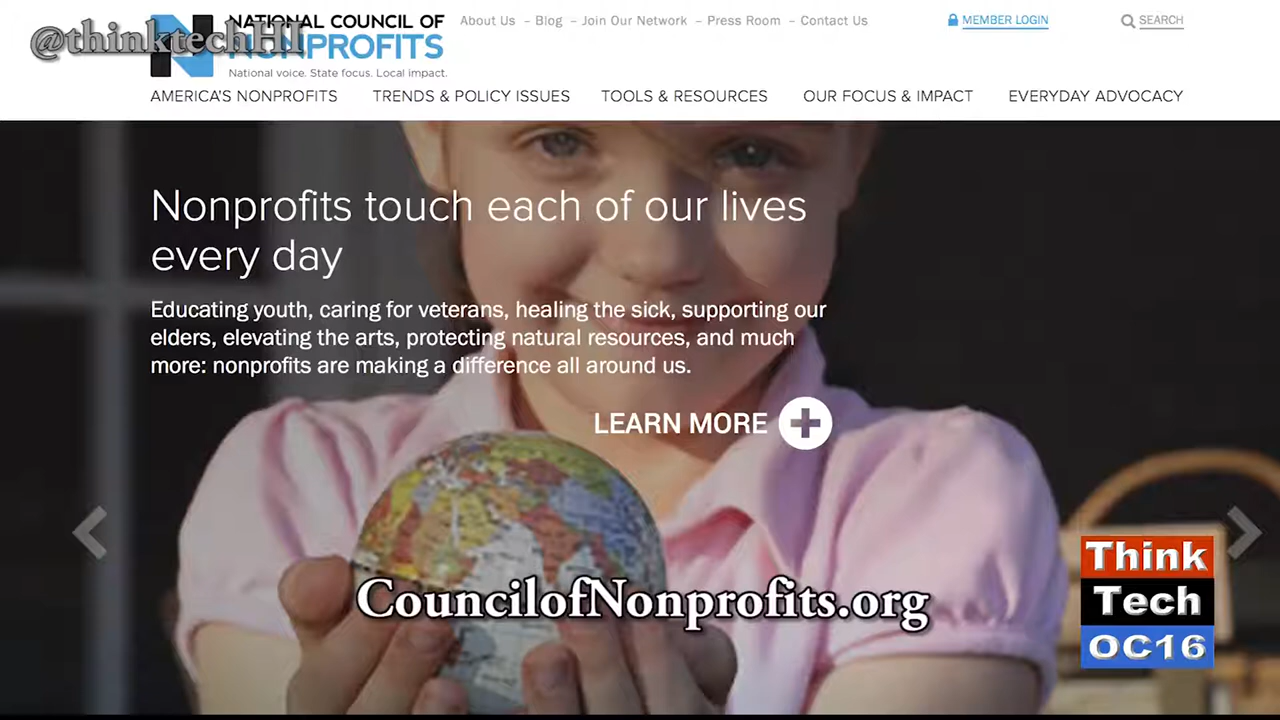 @thinktechHI
NATIONAL COUNCIL OF
NONPROFITS
National voice. State focus. Local impact.
About Us – Blog – Join Our Network – Press Room – Contact Us
MEMBER LOGIN
SEARCH
AMERICA'S NONPROFITS TRENDS & POLICY ISSUES TOOLS & RESOURCES OUR FOCUS & IMPACT EVERYDAY ADVOCACY
Nonprofits touch each of our lives
every day
Educating youth, caring for veterans, healing the sick, supporting our
elders, elevating the arts, protecting natural resources, and much
more: nonprofits are making a difference all around us.
LEARN MORE
CouncilofNonprofits.org
Think
Tech
OC16